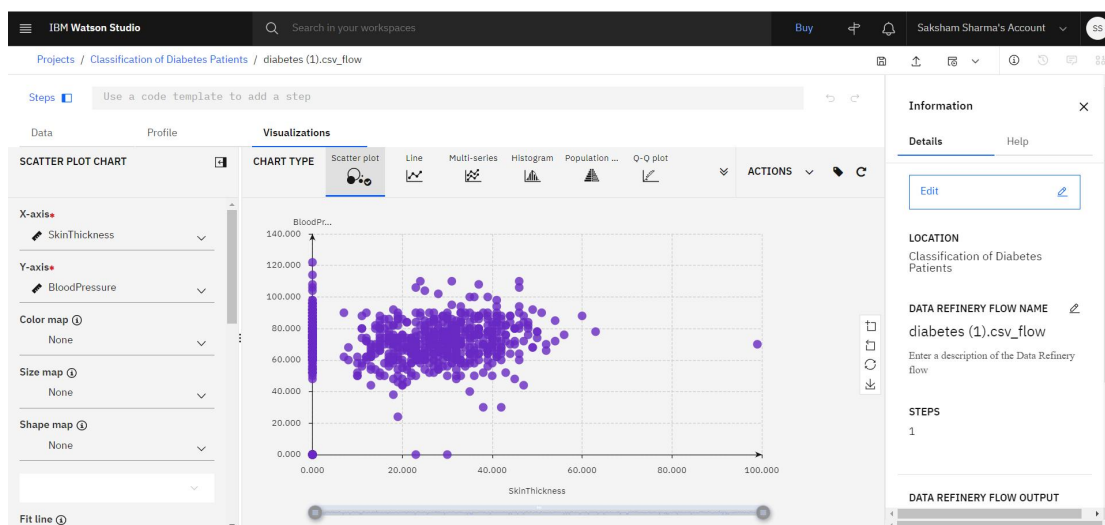 IBM Watson Studio
Search in your workspaces
Buy
Saksham Sharma's Account
SS
Projects / Classification of Diabetes Patients / diabetes (1).csv_flow
Steps
Use a code template to add a step
Data
Profile
Visualizations
SCATTER PLOT CHART
CHART TYPE
Scatter plot
Line
Multi-series
Histogram
Population ...
Q-Q plot
ACTIONS
X-axis*
SkinThickness
Y-axis*
BloodPressure
Color map
None
Size map
None
Shape map
None
Fit line
BloodPr...
140.000
120.000
100.000
80.000
60.000
40.000
20.000
0.000
0.000 20.000 40.000 60.000 80.000 100.000
SkinThickness
Information
Details
Help
Edit
LOCATION
Classification of Diabetes
Patients
DATA REFINERY FLOW NAME
diabetes (1).csv_flow
Enter a description of the Data Refinery
flow
STEPS
1
DATA REFINERY FLOW OUTPUT